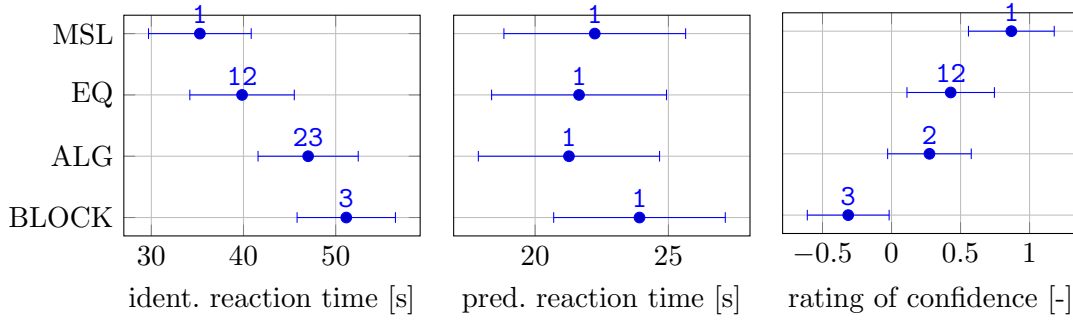 MSL 1 1 1
EQ 12 1 12
ALG 23 1 2
BLOCK 3 1 3
30 40 50 20 25 −0.5 0 0.5 1
ident. reaction time [s] pred. reaction time [s] rating of confidence [-]